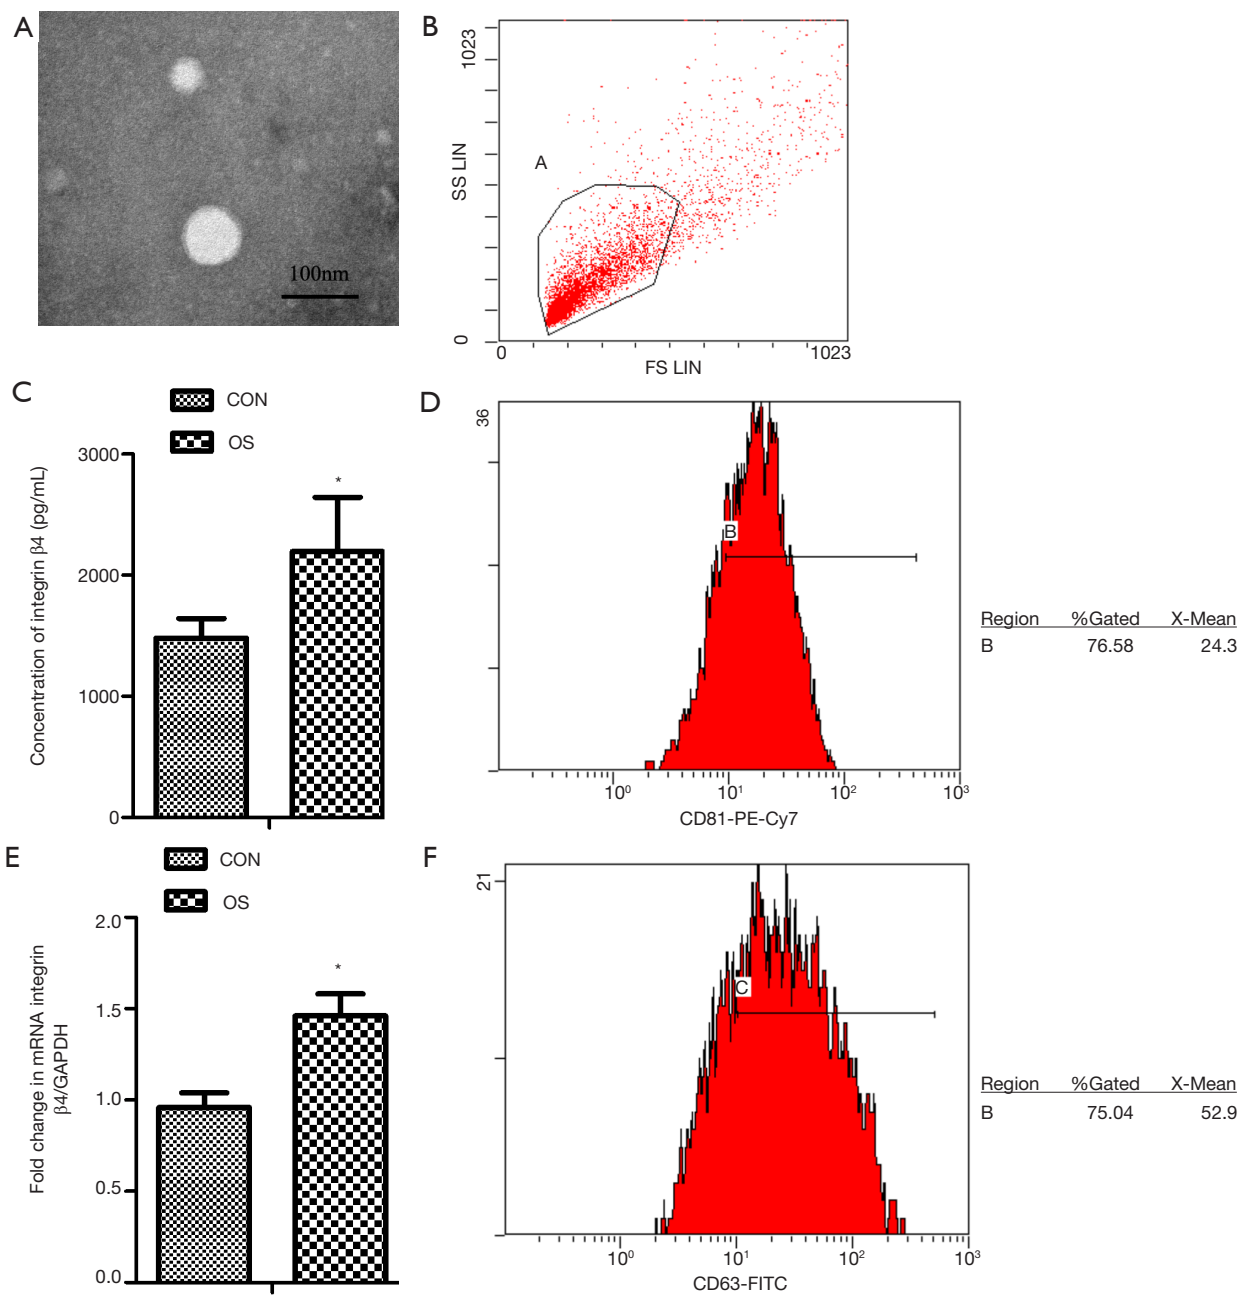 A
100nm
B
1023
SS LIN
A
0
0
1023
FS LIN
C
CON
OS
Concentration of integrin β4 (pg/mL)
3000
2000
1000
0
*
D
36
B
10⁰ 10¹ 10² 10³
CD81-PE-Cy7
Region %Gated X-Mean
B 76.58 24.3
E
CON
OS
Fold change in mRNA integrin
β4/GAPDH
2.0
1.5
1.0
0.5
0.0
*
F
21
C
10⁰ 10¹ 10² 10³
CD63-FITC
Region %Gated X-Mean
B 75.04 52.9